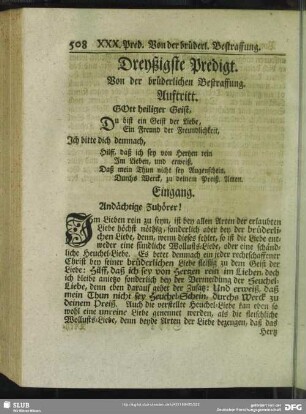 508 XXX. Pred. Von der brüderl. Bestraffung.
Dreyßigste Predigt.
Von der brüderlichen Bestraffung.
Auftritt.
GOtt heiliger Geist,
Du bist ein Geist der Liebe,
Ein Freund der Freundlichkeit,
Ich bitte dich demnach,
Hilff, daß ich sey von Hertzen rein
Im Lieben, und erweiß,
Daß mein Thun nicht sey Augenschein,
Durchs Werck, zu deinem Preiß. Amen.
Eingang.
Andächtige Zuhörer!
Im Lieben rein zu seyn, ist bey allen Arten der erlaubten
Liebe höchst nöthig, sonderlich aber bey der brüderli-
chen Liebe, denn, wenn dieses fehlet, so ist die Liebe ent-
weder eine sündliche Wollusts-Liebe, oder eine schänd-
liche Heuchel-Liebe. Es betet demnach ein jeder rechtschaffener
Christ bey seiner brüderlichen Liebe fleißig zu dem Geist der
Liebe: Hilff, daß ich sey von Hertzen rein im Lieben, doch
ich bleibe anietzo sonderlich bey der Vermeidung der Heuchel-
Liebe, denn eben darauf gehet der Zusatz: Und erweiß, daß
mein Thun nicht sey Heuchel-Schein, durchs Werck zu
deinem Preiß. Auch die verstellte Heuchel-Liebe kan eben so
wohl eine unreine Liebe genennet werden, als die fleischliche
Wollusts-Liebe, denn beyde Arten der Liebe bezeugen, daß das
Hertz
SLUB
Wir führen Wissen.